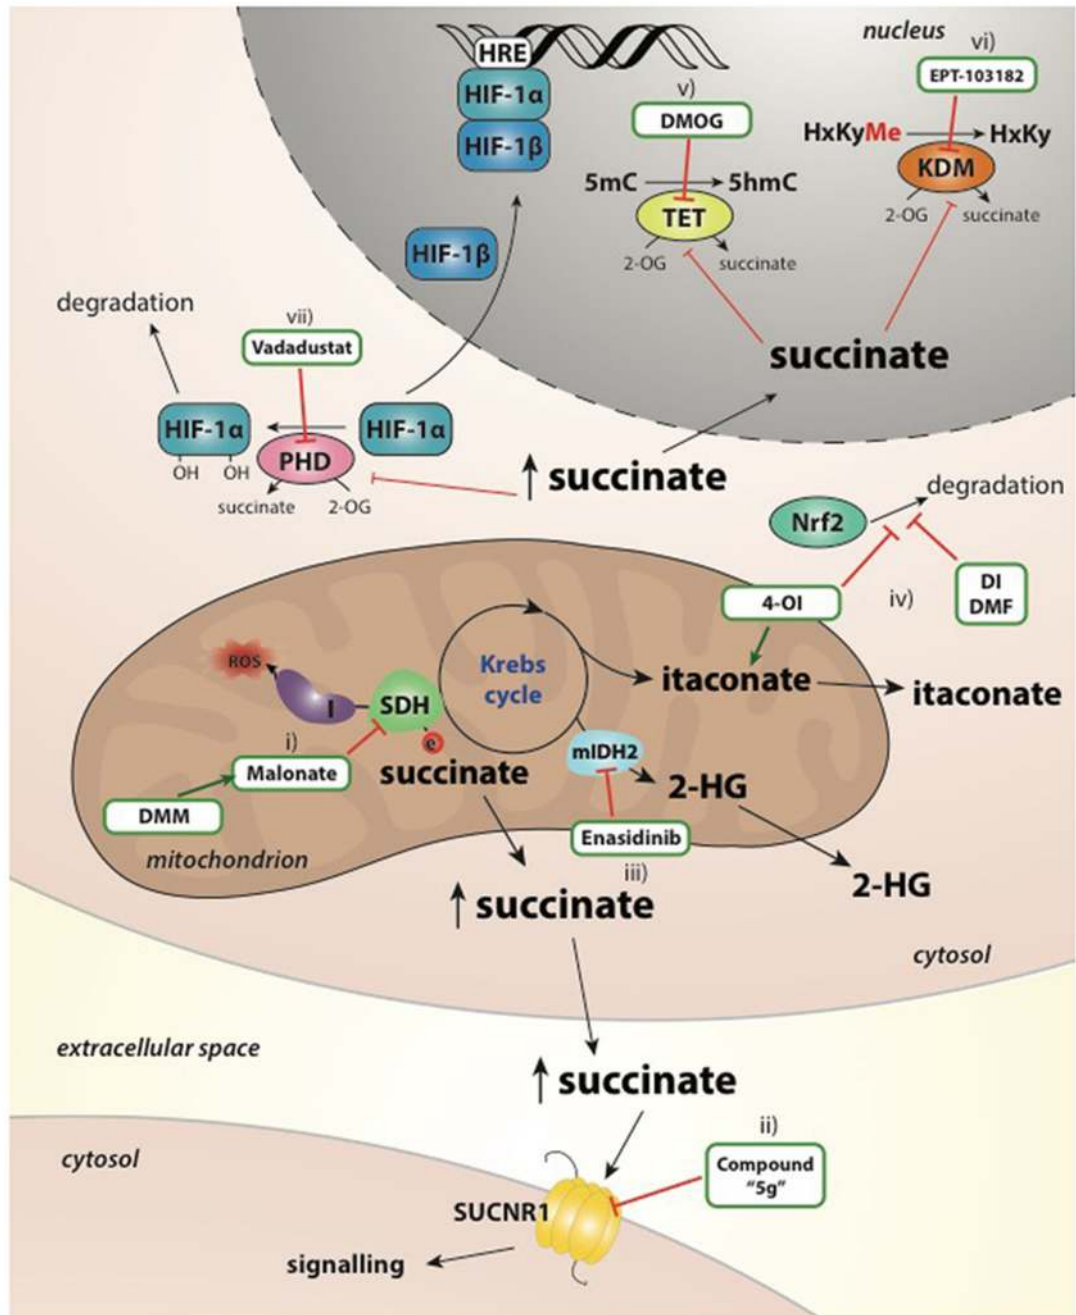 nucleus
vi)
HRE
EPT-103182
HIF-1α
v)
DMOG
HxKyMe
HxKy
HIF-1β
KDM
5mC
5hmC
TET
2-OG
succinate
HIF-1β
2-OG
succinate
degradation
vii)
Vadadustat
succinate
HIF-1α
HIF-1α
PHD
OH
OH
succinate
2-OG
↑ succinate
degradation
Nrf2
4-OI
iv)
DI
DMF
ROS
Krebs
cycle
itaconate
itaconate
I
SDH
e
i)
mIDH2
Malonate
succinate
2-HG
DMM
Enasidinib
mitochondrion
iii)
2-HG
↑ succinate
cytosol
extracellular space
↑ succinate
ii)
cytosol
Compound
"5g"
SUCNR1
signalling